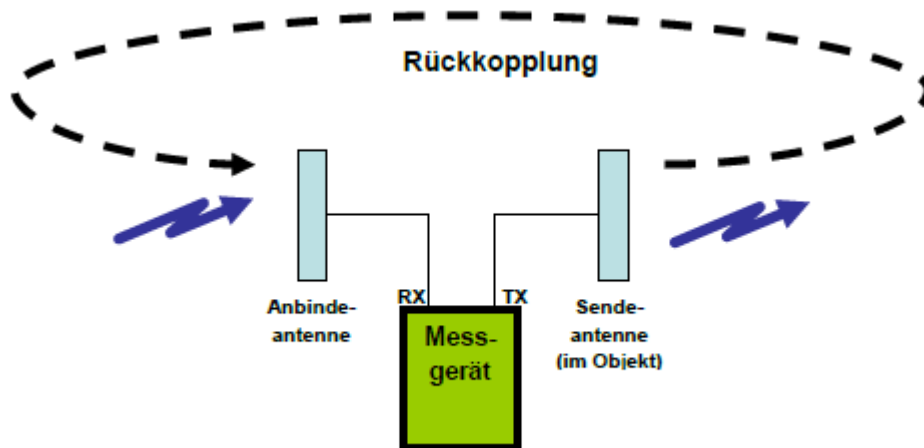 Rückkopplung
RX
TX
Anbinde-
antenne
Mess-
gerät
Sende-
antenne
(im Objekt)